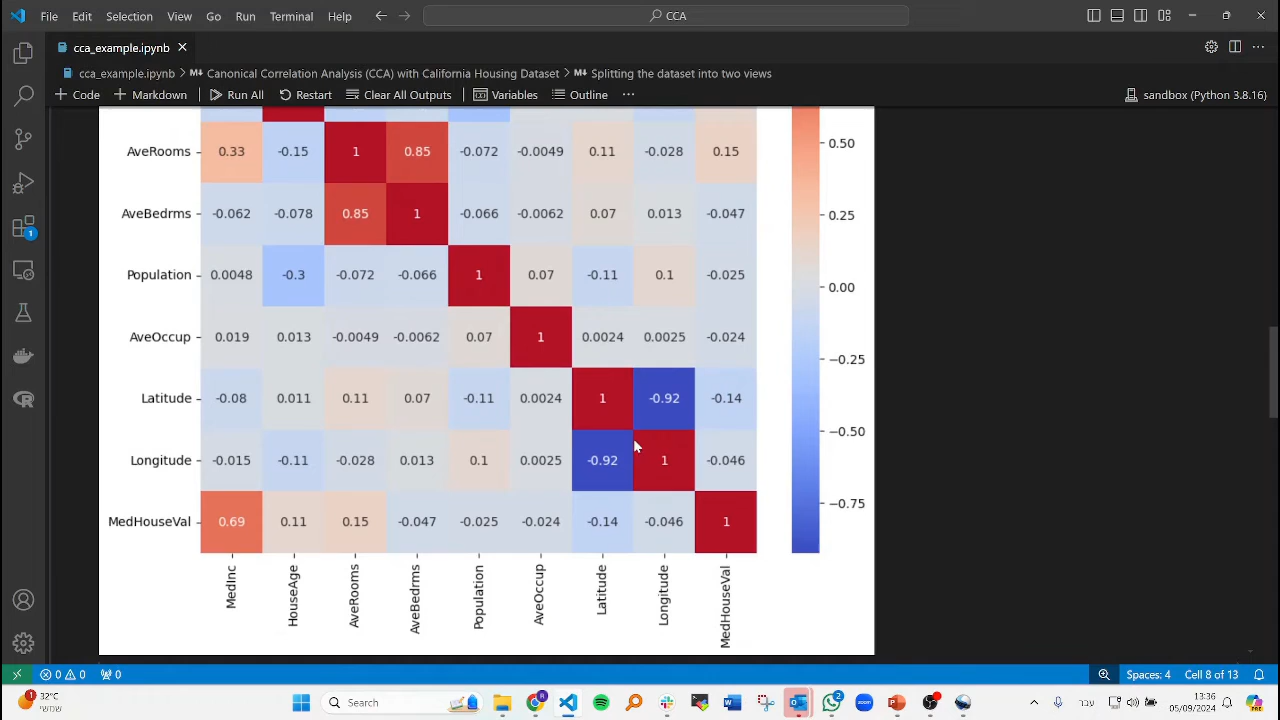 File Edit Selection View Go Run ··· CCA
cca_example.ipynb
cca_example.ipynb > Canonical Correlation Analysis (CCA) with California Housing Dataset > Splitting the dataset into two views
+ Code + Markdown Run All Restart Clear All Outputs Variables Outline ··· sandbox (Python 3.8.16)
AveRooms 0.33 -0.15 1 0.85 -0.072 -0.0049 0.11 -0.028 0.15
AveBedrms -0.062 -0.078 0.85 1 -0.066 -0.0062 0.07 0.013 -0.047
Population 0.0048 -0.3 -0.072 -0.066 1 0.07 -0.11 0.1 -0.025
AveOccup 0.019 0.013 -0.0049 -0.0062 0.07 1 0.0024 0.0025 -0.024
Latitude -0.08 0.011 0.11 0.07 -0.11 0.0024 1 -0.92 -0.14
Longitude -0.015 -0.11 -0.028 0.013 0.1 0.0025 -0.92 1 -0.046
MedHouseVal 0.69 0.11 0.15 -0.047 -0.025 -0.024 -0.14 -0.046 1
MedInc HouseAge AveRooms AveBedrms Population AveOccup Latitude Longitude MedHouseVal
0.50
0.25
0.00
−0.25
−0.50
−0.75
1
0 0 0 Spaces: 4 Cell 8 of 13
1 32°C Search 2 zoom 13:36
05/09/2024